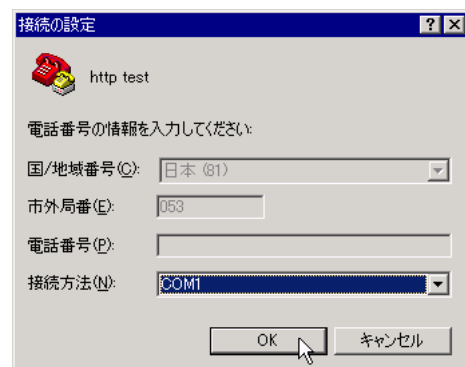 接続の設定
http test
電話番号の情報を入力してください:
国/地域番号(C): 日本 (81)
市外局番(E): 053
電話番号(P):
接続方法(N): COM1
OK キャンセル